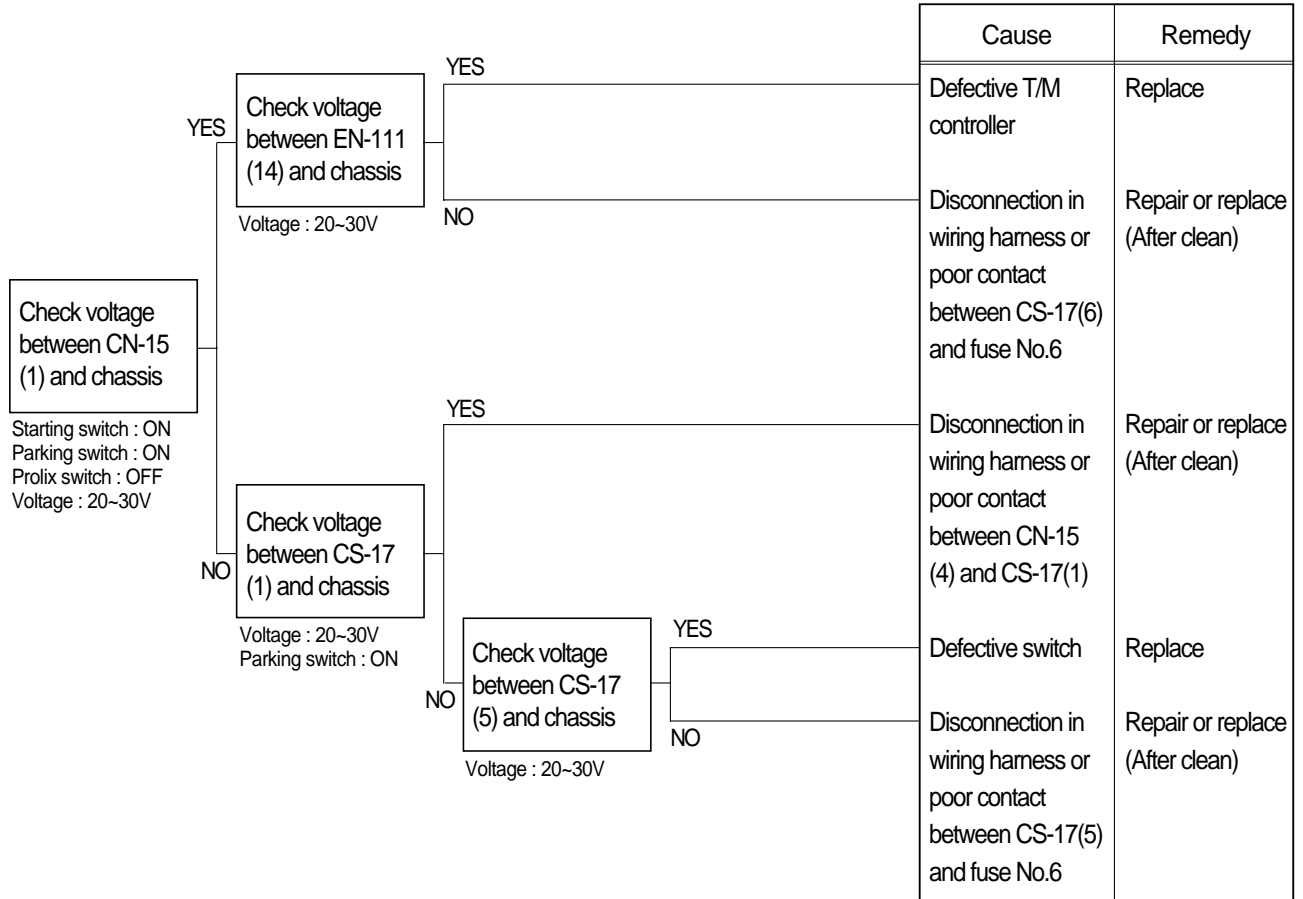 Cause
Remedy
YES
Check voltage
between EN-111
(14) and chassis
YES
Voltage : 20~30V
NO
Defective T/M
controller
Replace
Disconnection in
wiring harness or
poor contact
between CS-17(6)
and fuse No.6
Repair or replace
(After clean)
Check voltage
between CN-15
(1) and chassis
Starting switch : ON
Parking switch : ON
Prolix switch : OFF
Voltage : 20~30V
YES
Disconnection in
wiring harness or
poor contact
between CN-15
(4) and CS-17(1)
Repair or replace
(After clean)
NO
Check voltage
between CS-17
(1) and chassis
Voltage : 20~30V
Parking switch : ON
NO
Check voltage
between CS-17
(5) and chassis
Voltage : 20~30V
YES
Defective switch
Replace
NO
Disconnection in
wiring harness or
poor contact
between CS-17(5)
and fuse No.6
Repair or replace
(After clean)